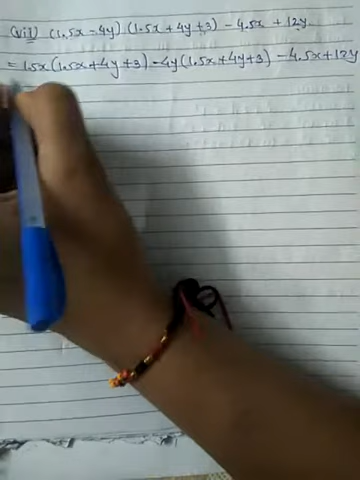 (viii) (1.5x - 4y) (1.5x + 4y + 3) - 4.5x + 12y.
= 1.5x (1.5x + 4y + 3) - 4y (1.5x + 4y + 3) - 4.5x + 12y